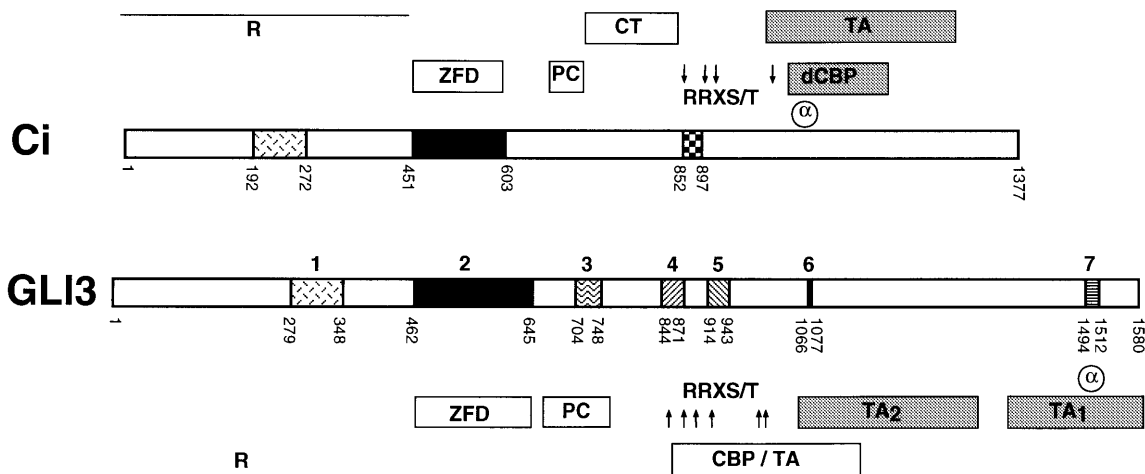 R
CT
TA
ZFD
PC
RRXS/T
dCBP
α
Ci
1
192
272
451
603
852
897
1377
1 2 3 4 5 6 7
GLI3
1
279
348
462
645
704
748
844
871
914
943
1066
1077
1494
1512
1580
α
RRXS/T
ZFD
PC
TA2
TA1
R
CBP / TA